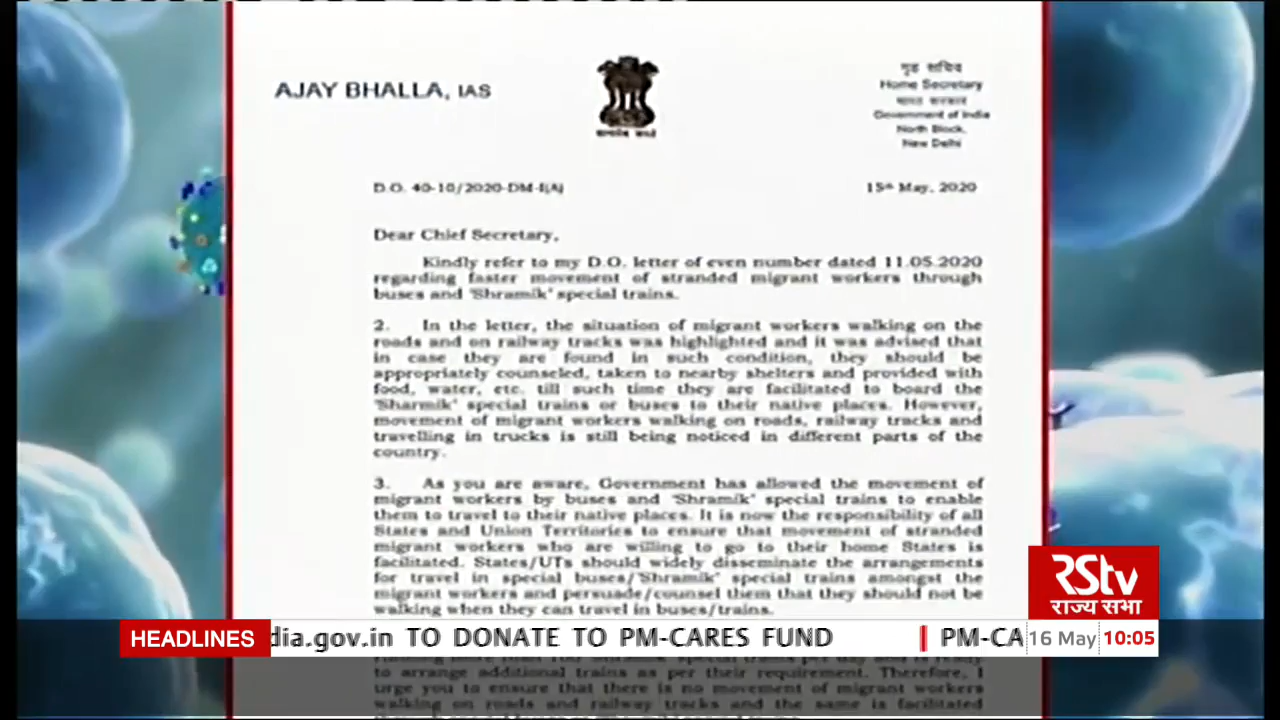 AJAY BHALLA, IAS
सत्यमेव जयते
गृह सचिव
Home Secretary
भारत सरकार
Government of India
North Block,
New Delhi
D.O. 40-10/2020-DM-I(A)
15th May, 2020
Dear Chief Secretary,
Kindly refer to my D.O. letter of even number dated 11.05.2020
regarding faster movement of stranded migrant workers through
buses and 'Shramik' special trains.
2. In the letter, the situation of migrant workers walking on the
roads and on railway tracks was highlighted and it was advised that
in case they are found in such condition, they should be
appropriately counseled, taken to nearby shelters and provided with
food, water, etc. till such time they are facilitated to board the
'Sharmik' special trains or buses to their native places. However,
movement of migrant workers walking on roads, railway tracks and
travelling in trucks is still being noticed in different parts of the
country.
3. As you are aware, Government has allowed the movement of
migrant workers by buses and 'Shramik' special trains to enable
them to travel to their native places. It is now the responsibility of all
States and Union Territories to ensure that movement of stranded
migrant workers who are willing to go to their home States is
facilitated. States/UTs should widely disseminate the arrangements
for travel in special buses/'Shramik' special trains amongst the
migrant workers and persuade/counsel them that they should not be
walking when they can travel in buses/trains.
RStv
राज्य सभा
HEADLINES
dia.gov.in TO DONATE TO PM-CARES FUND
PM-CA
16 May
10:05
to arrange additional trains as per their requirement. Therefore, I
urge you to ensure that there is no movement of migrant workers
walking on roads and railway tracks and the same is facilitated